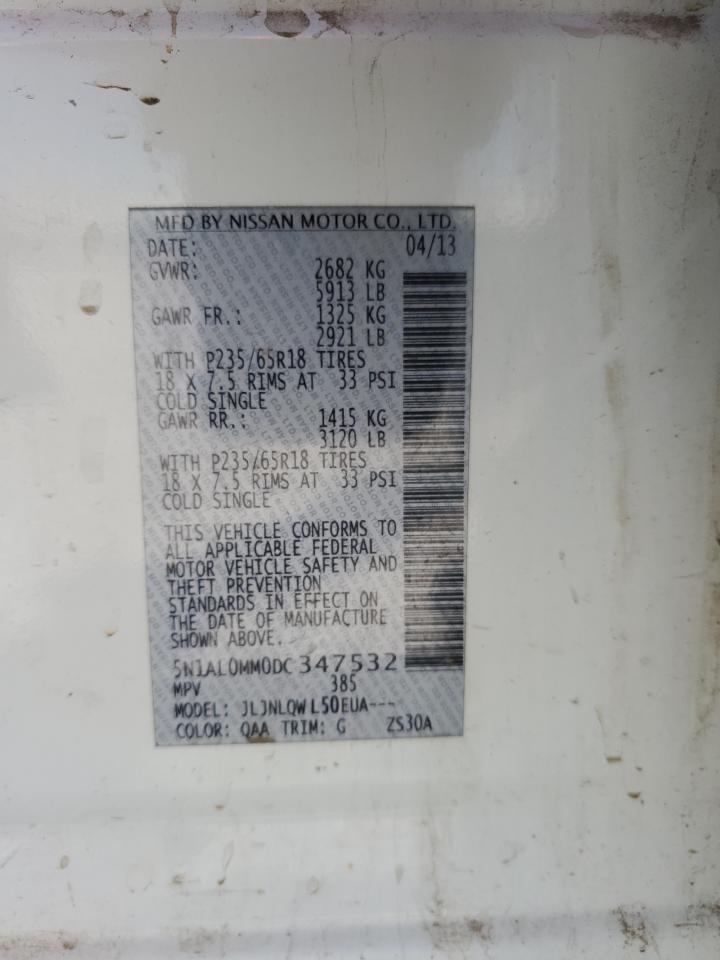 MFD BY NISSAN MOTOR CO., LTD.
DATE: 04/13
GVWR: 2682 KG
5913 LB
GAWR FR.: 1325 KG
2921 LB
WITH P235/65R18 TIRES
18 X 7.5 RIMS AT 33 PSI
COLD SINGLE
GAWR RR.: 1415 KG
3120 LB
WITH P235/65R18 TIRES
18 X 7.5 RIMS AT 33 PSI
COLD SINGLE
THIS VEHICLE CONFORMS TO
ALL APPLICABLE FEDERAL
MOTOR VEHICLE SAFETY AND
THEFT PREVENTION
STANDARDS IN EFFECT ON
THE DATE OF MANUFACTURE
SHOWN ABOVE.
5N1AL0MM0DC347532
MPV 385
MODEL: JLJNLQWL50EUA---
COLOR: QAA TRIM: G ZS30A